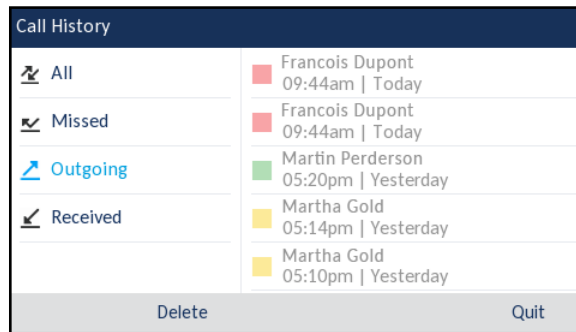 Call History
All
Missed
Outgoing
Received
Francois Dupont
09:44am | Today
Francois Dupont
09:44am | Today
Martin Perderson
05:20pm | Yesterday
Martha Gold
05:14pm | Yesterday
Martha Gold
05:10pm | Yesterday
Delete
Quit